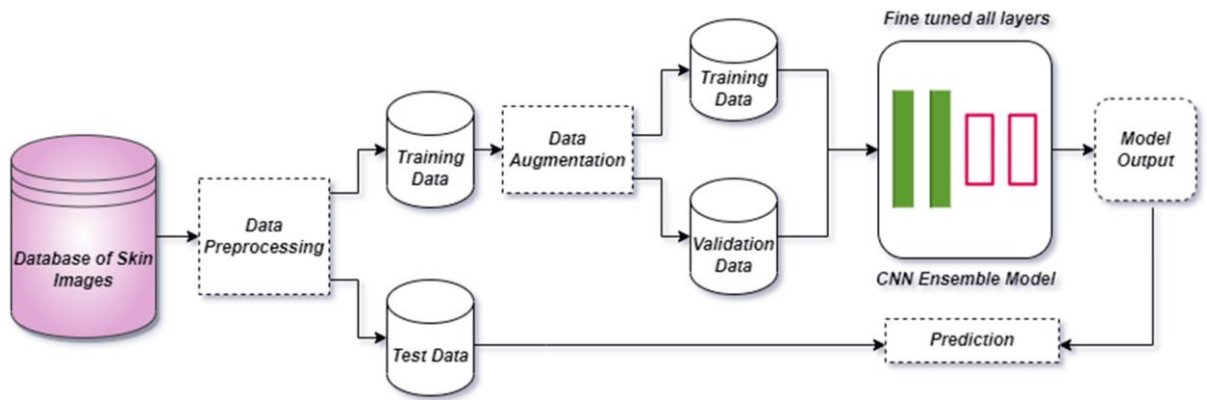 Fine tuned all layers
Training
Data
Data
Augmentation
Training
Data
Model
Output
Database of Skin
Images
Data
Preprocessing
Validation
Data
CNN Ensemble Model
Test Data
Prediction